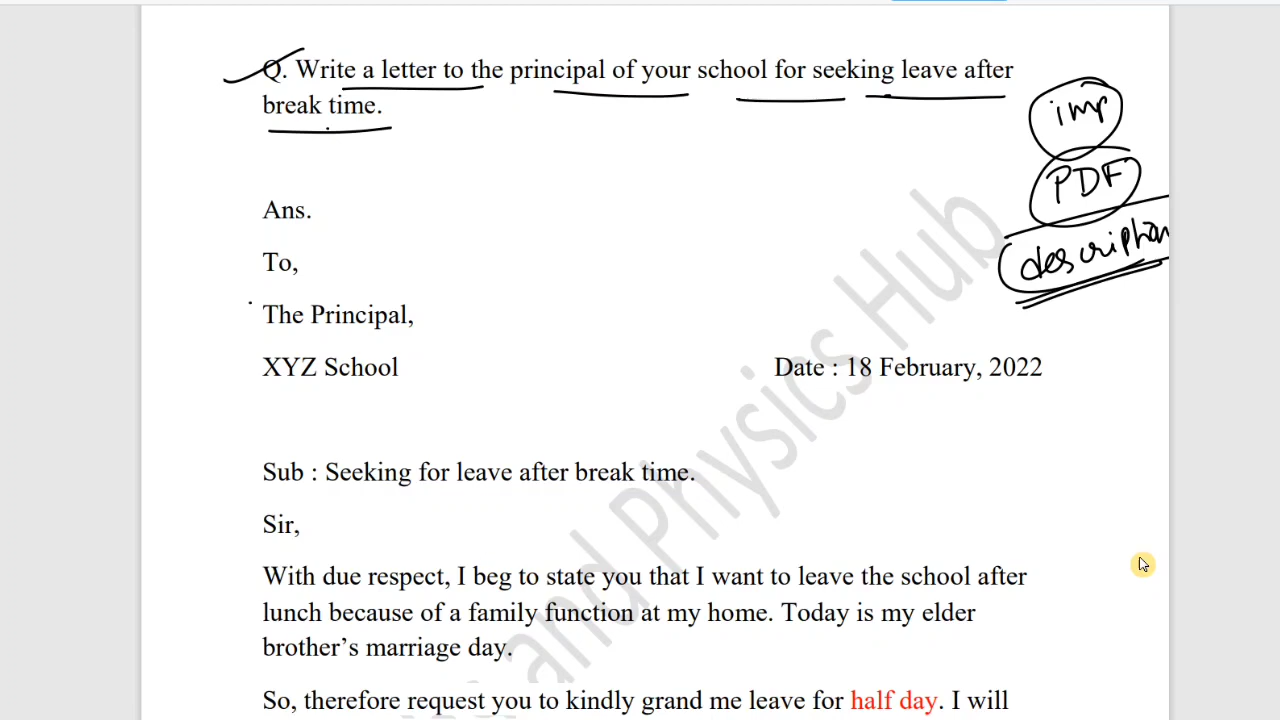 Q. Write a letter to the principal of your school for seeking leave after
break time.
imp
PDF
description
Ans.
To,
The Principal,
XYZ School
Date : 18 February, 2022
Sub : Seeking for leave after break time.
Sir,
With due respect, I beg to state you that I want to leave the school after
lunch because of a family function at my home. Today is my elder
brother’s marriage day.
So, therefore request you to kindly grand me leave for half day. I will
and Physics Hub